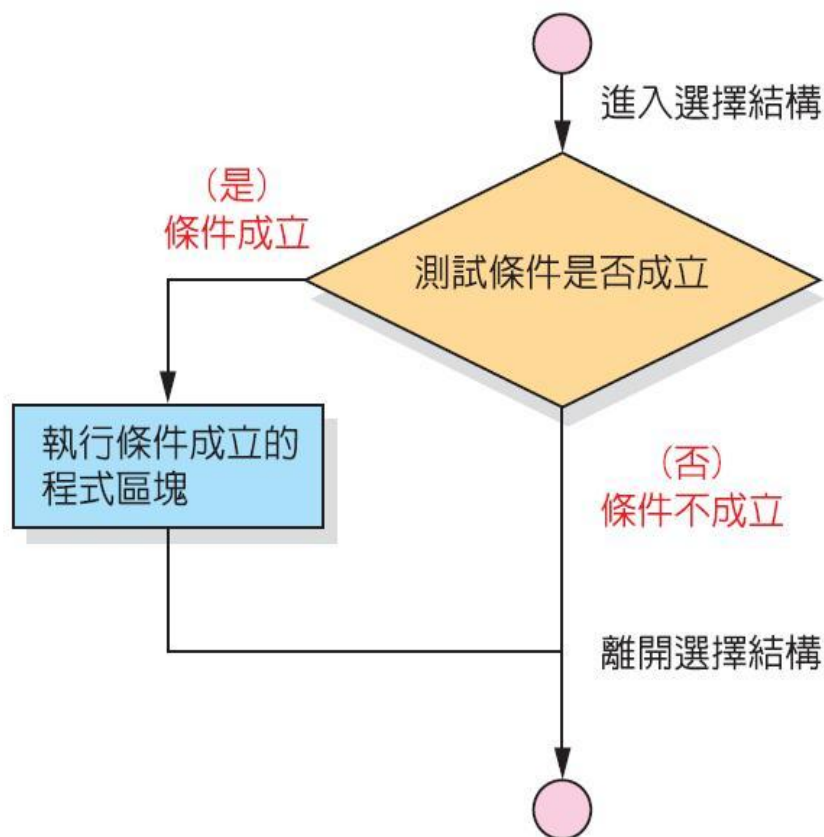 進入選擇結構
(是)
條件成立
測試條件是否成立
執行條件成立的
程式區塊
(否)
條件不成立
離開選擇結構